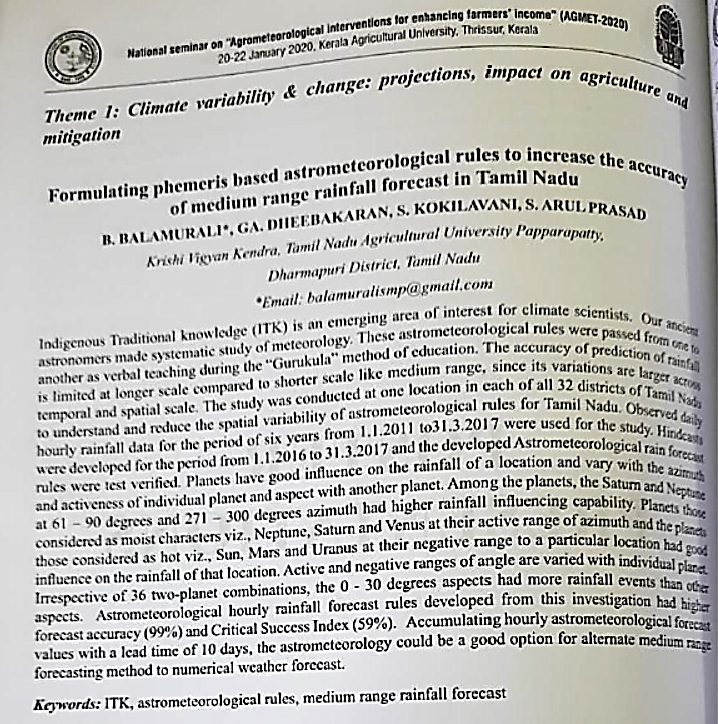 National seminar on "Agrometeorological interventions for enhancing farmers' income" (AGMET-2020)
20-22 January 2020, Kerala Agricultural University, Thrissur, Kerala
Theme 1: Climate variability & change: projections, impact on agriculture and
mitigation
Formulating phemeris based astrometeorological rules to increase the accuracy
of medium range rainfall forecast in Tamil Nadu
B. BALAMURALI*, GA. DHEEBAKARAN, S. KOKILAVANI, S. ARUL PRASAD
Krishi Vigyan Kendra, Tamil Nadu Agricultural University Papparapatty,
Dharmapuri District, Tamil Nadu
*Email: balamuralismp@gmail.com
Indigenous Traditional knowledge (ITK) is an emerging area of interest for climate scientists. Our ancient
astronomers made systematic study of meteorology. These astrometeorological rules were passed from one to
another as verbal teaching during the "Gurukula" method of education. The accuracy of prediction of rainfall
is limited at longer scale compared to shorter scale like medium range, since its variations are larger across
temporal and spatial scale. The study was conducted at one location in each of all 32 districts of Tamil Nadu
to understand and reduce the spatial variability of astrometeorological rules for Tamil Nadu. Observed daily
hourly rainfall data for the period of six years from 1.1.2011 to31.3.2017 were used for the study. Hindcasts
were developed for the period from 1.1.2016 to 31.3.2017 and the developed Astrometeorological rain forecast
rules were test verified. Planets have good influence on the rainfall of a location and vary with the azimuth
and activeness of individual planet and aspect with another planet. Among the planets, the Saturn and Neptune
at 61 – 90 degrees and 271 – 300 degrees azimuth had higher rainfall influencing capability. Planets those
considered as moist characters viz., Neptune, Saturn and Venus at their active range of azimuth and the planets
those considered as hot viz., Sun, Mars and Uranus at their negative range to a particular location had good
influence on the rainfall of that location. Active and negative ranges of angle are varied with individual planet.
Irrespective of 36 two-planet combinations, the 0 - 30 degrees aspects had more rainfall events than other
aspects. Astrometeorological hourly rainfall forecast rules developed from this investigation had higher
forecast accuracy (99%) and Critical Success Index (59%). Accumulating hourly astrometeorological forecast
values with a lead time of 10 days, the astrometeorology could be a good option for alternate medium range
forecasting method to numerical weather forecast.
Keywords: ITK, astrometeorological rules, medium range rainfall forecast